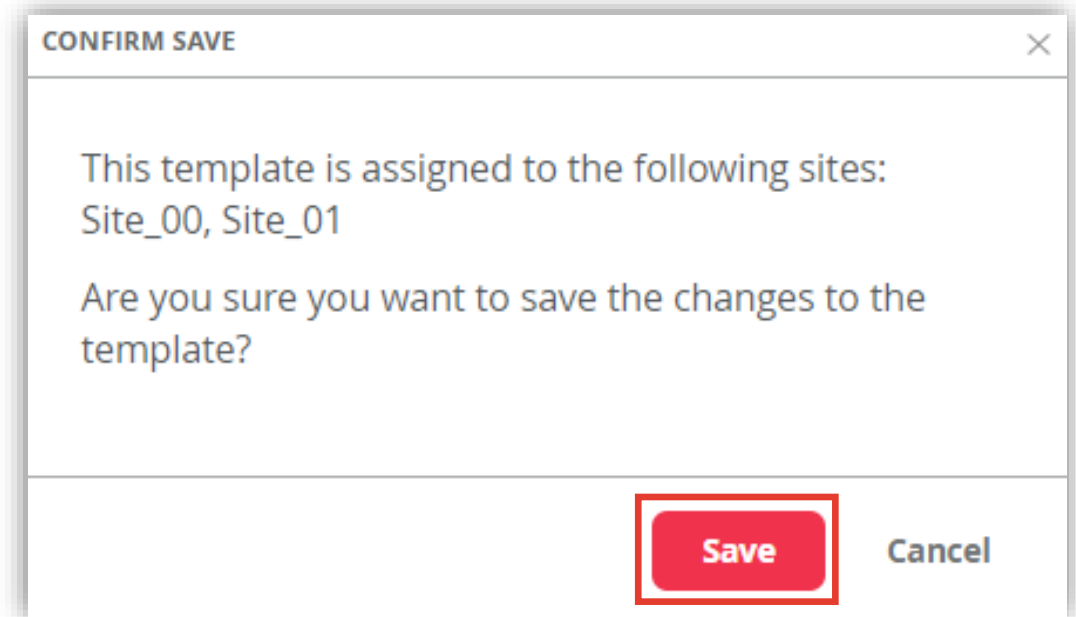 CONFIRM SAVE
This template is assigned to the following sites:
Site_00, Site_01
Are you sure you want to save the changes to the
template?
Save Cancel